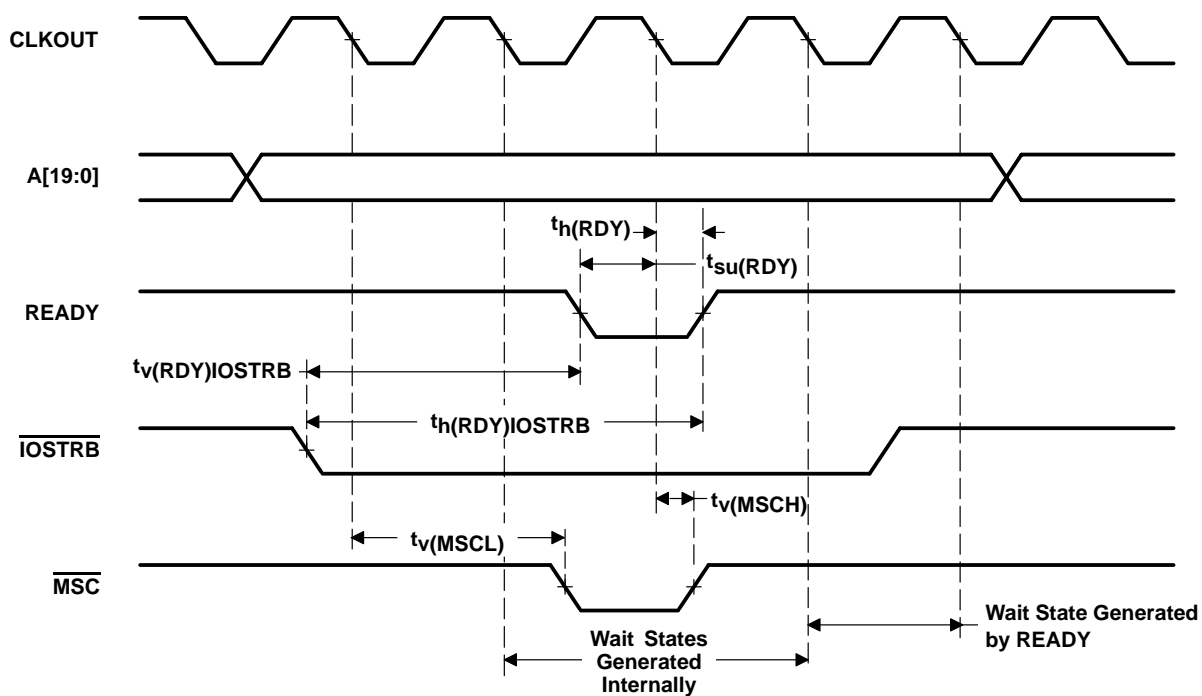 CLKOUT
A[19:0]
th(RDY)
tsu(RDY)
READY
tv(RDY)IOSTRB
th(RDY)IOSTRB
IOSTRB
tv(MSCH)
tv(MSCL)
MSC
Wait States
Generated
Internally
Wait State Generated
by READY